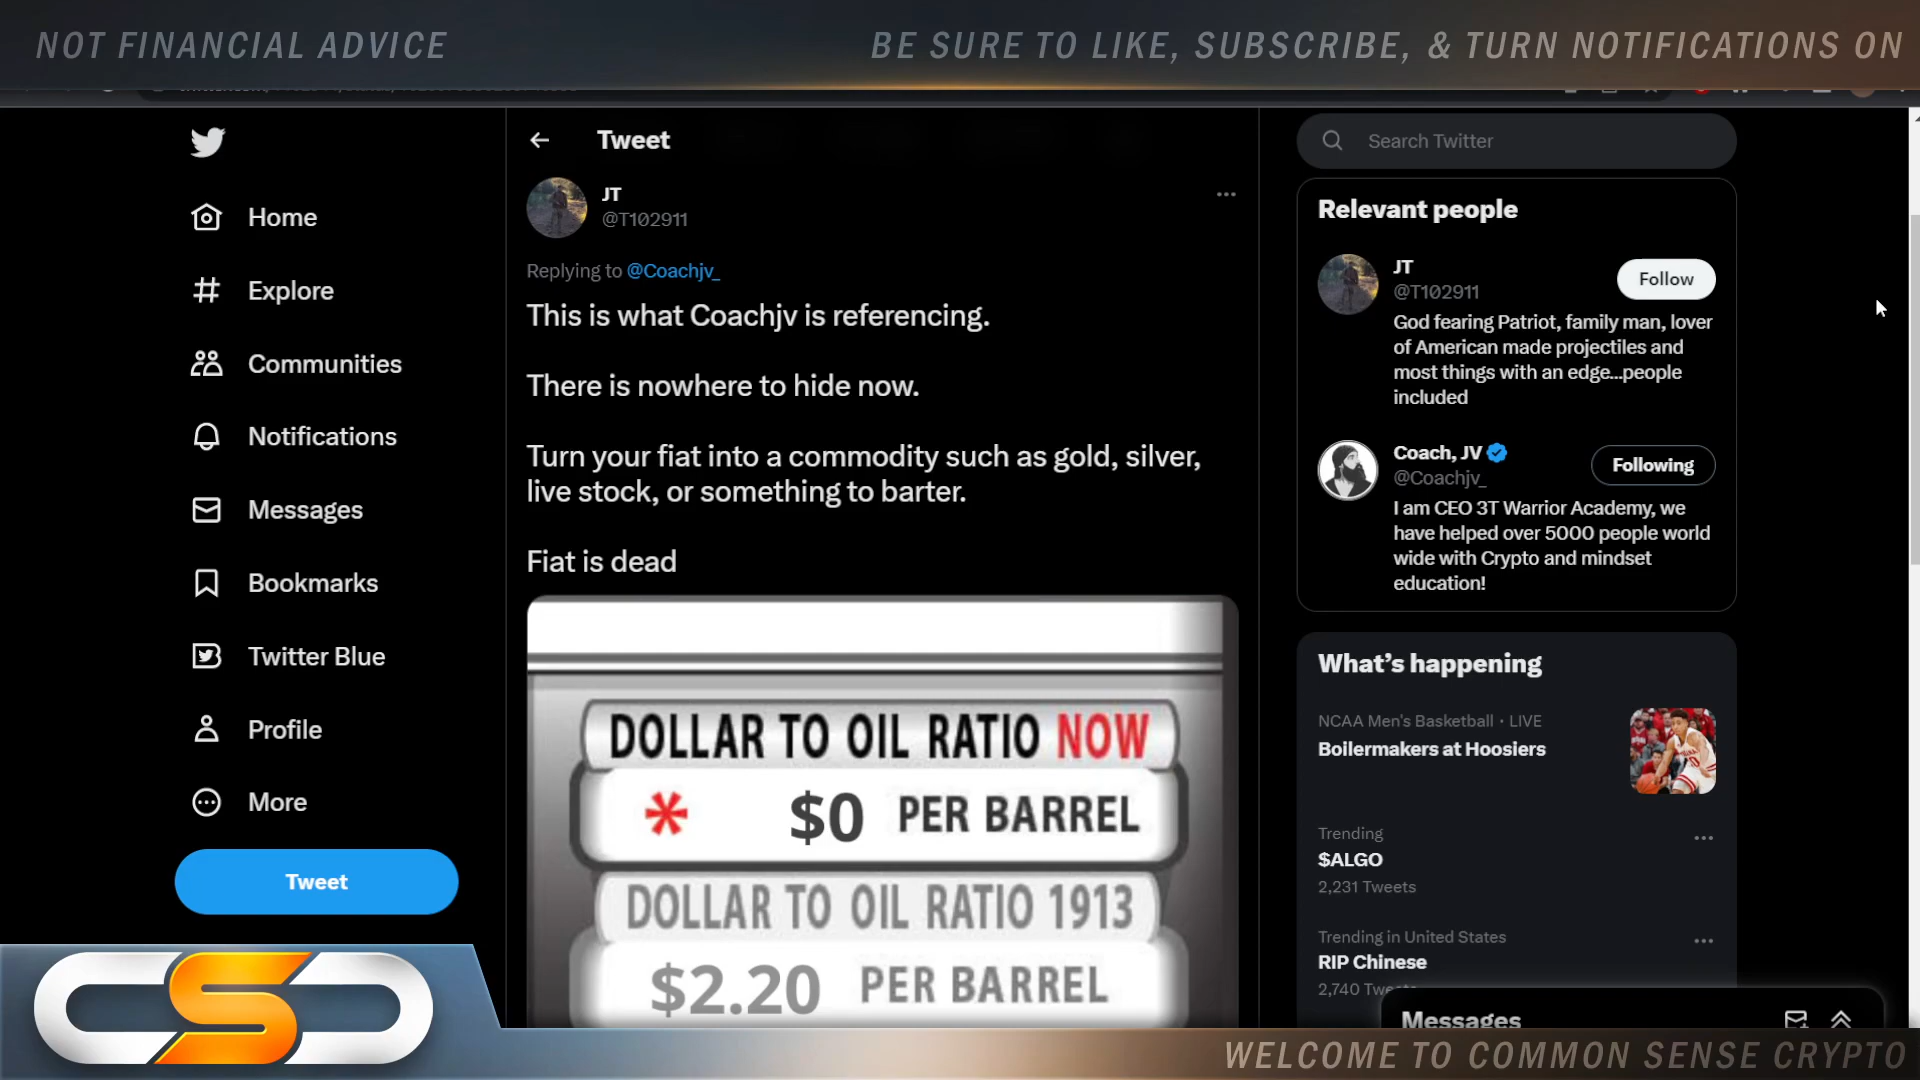 NOT FINANCIAL ADVICE
BE SURE TO LIKE, SUBSCRIBE, & TURN NOTIFICATIONS ON
Home
Explore
Communities
Notifications
Messages
Bookmarks
Twitter Blue
Profile
More
Tweet
Tweet
JT
@T102911
Replying to @Coachjv_
This is what Coachjv is referencing.
There is nowhere to hide now.
Turn your fiat into a commodity such as gold, silver,
live stock, or something to barter.
Fiat is dead
DOLLAR TO OIL RATIO NOW
* $0 PER BARREL
DOLLAR TO OIL RATIO 1913
$2.20 PER BARREL
Search Twitter
Relevant people
JT
@T102911
Follow
God fearing Patriot, family man, lover
of American made projectiles and
most things with an edge...people
included
Coach, JV
@Coachjv_
Following
I am CEO 3T Warrior Academy, we
have helped over 5000 people world
wide with Crypto and mindset
education!
What's happening
NCAA Men's Basketball · LIVE
Boilermakers at Hoosiers
Trending
$ALGO
2,231 Tweets
Trending in United States
RIP Chinese
2,740
Messages
CSC
WELCOME TO COMMON SENSE CRYPTO